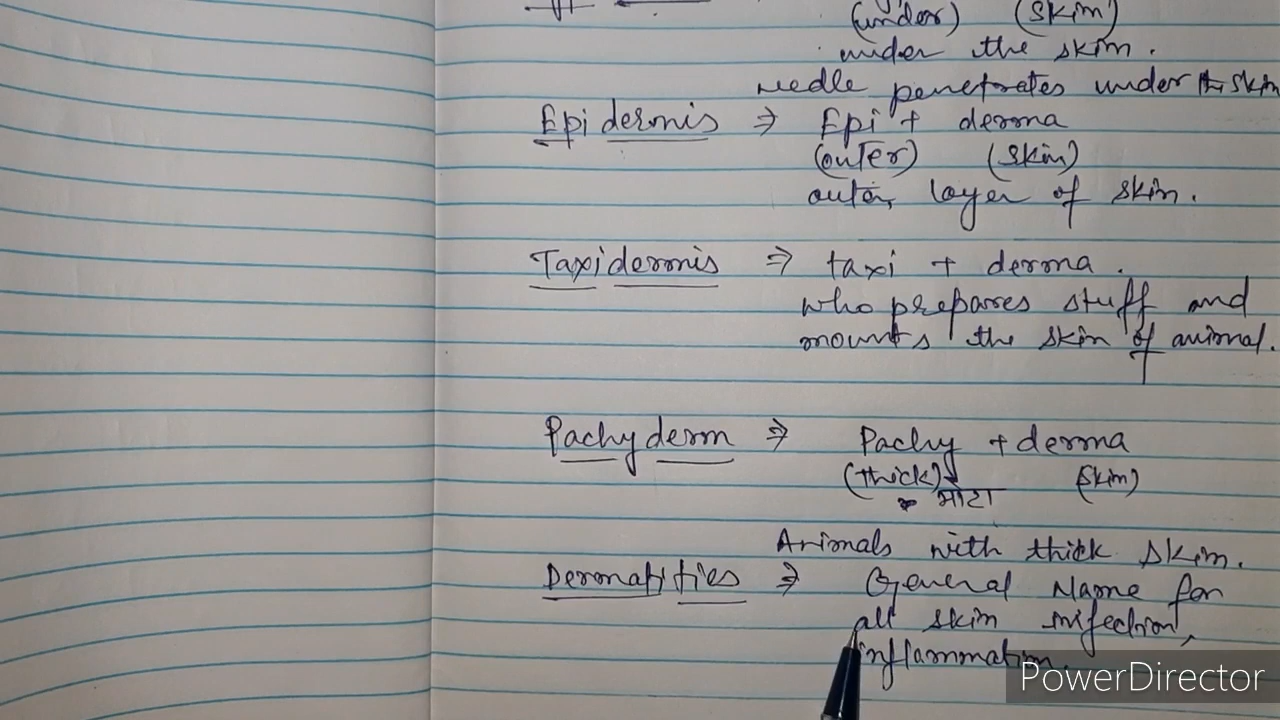 (under) (skin)
under the skin.
needle penetrates under the skin
Epidermis ⇒ Epi + derma
(outer) (skin)
outer layer of skin.
Taxidermis ⇒ taxi + derma.
who prepares stuff and
mounts the skin of animal.
Pachyderm ⇒ Pachy + derma
(thick) (skin)
मोटा
Animals with thick skin.
Dermatities ⇒ General Name for
all skin infection,
inflammation.
PowerDirector